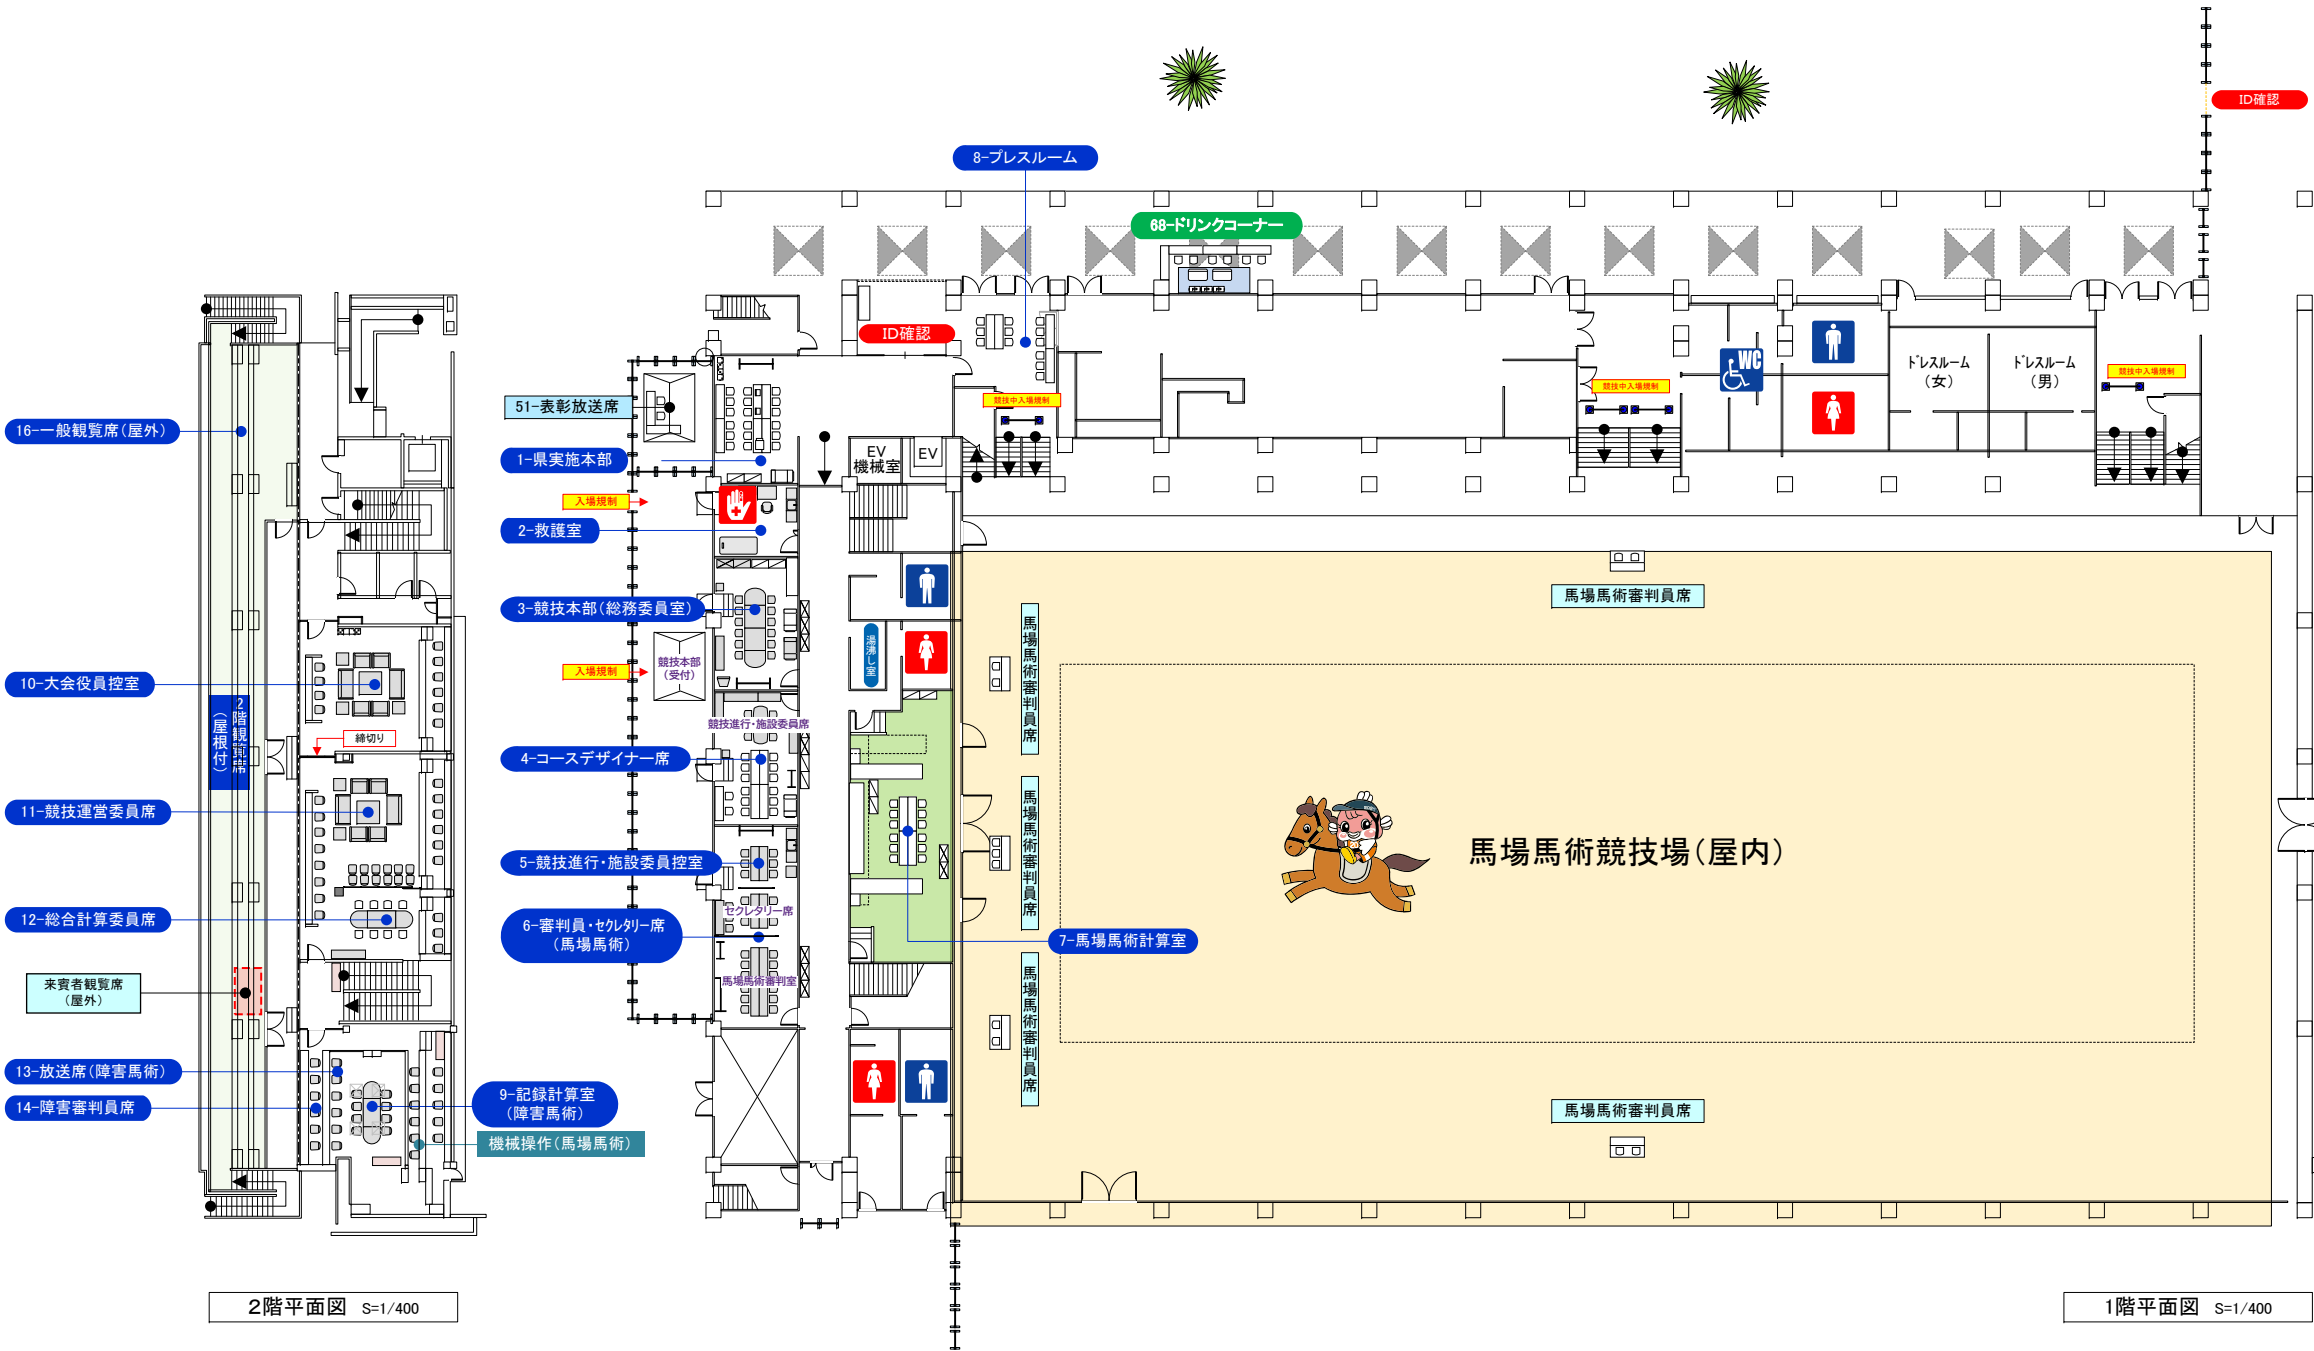 ID確認
8-プレスルーム
68-ドリンクコーナー
ID確認
WC
ドレスルーム
（女）
ドレスルーム
（男）
競技中入場規制
競技中入場規制
競技中入場規制
51-表彰放送席
16-一般観覧席（屋外）
1-県実施本部
EV
機械室
EV
入場規制
2-救護室
3-競技本部（総務委員室）
馬場馬術審判員席
馬場馬術審判員席
湯沸し室
入場規制
競技本部
（受付）
10-大会役員控室
2階観覧席
（屋根付）
締切り
競技進行・施設委員席
4-コースデザイナー席
11-競技運営委員席
馬場馬術審判員席
馬場馬術競技場（屋内）
5-競技進行・施設委員控室
12-総合計算委員席
セクレタリー席
6-審判員・セクレタリー席
（馬場馬術）
7-馬場馬術計算室
馬場馬術審判室
来賓者観覧席
（屋外）
馬場馬術審判員席
13-放送席（障害馬術）
14-障害審判員席
9-記録計算室
（障害馬術）
機械操作（馬場馬術）
馬場馬術審判員席
2階平面図 S=1/400
1階平面図 S=1/400